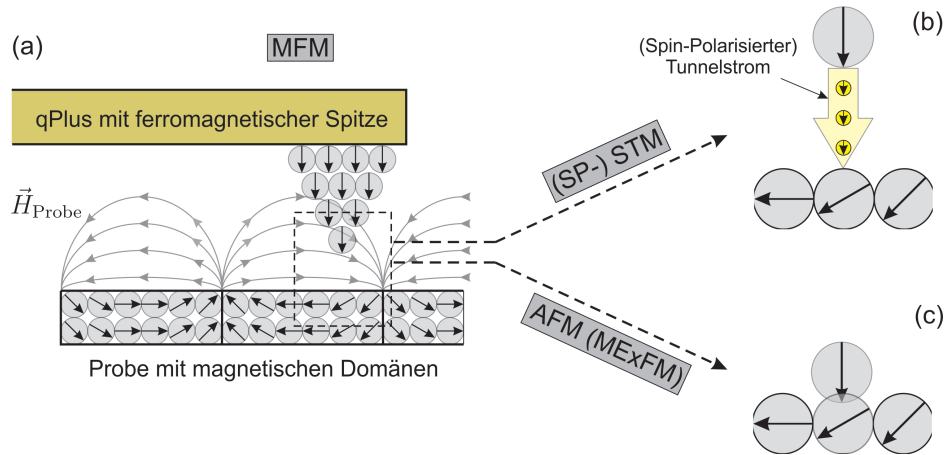 (a)
MFM
qPlus mit ferromagnetischer Spitze
H⃗Probe
Probe mit magnetischen Domänen
(SP-) STM
AFM (MExFM)
(b)
(Spin-Polarisierter)
Tunnelstrom
(c)